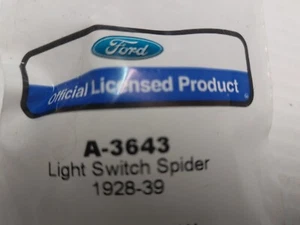 Ford
Official Licensed Product
A-3643
Light Switch Spider
1928-39